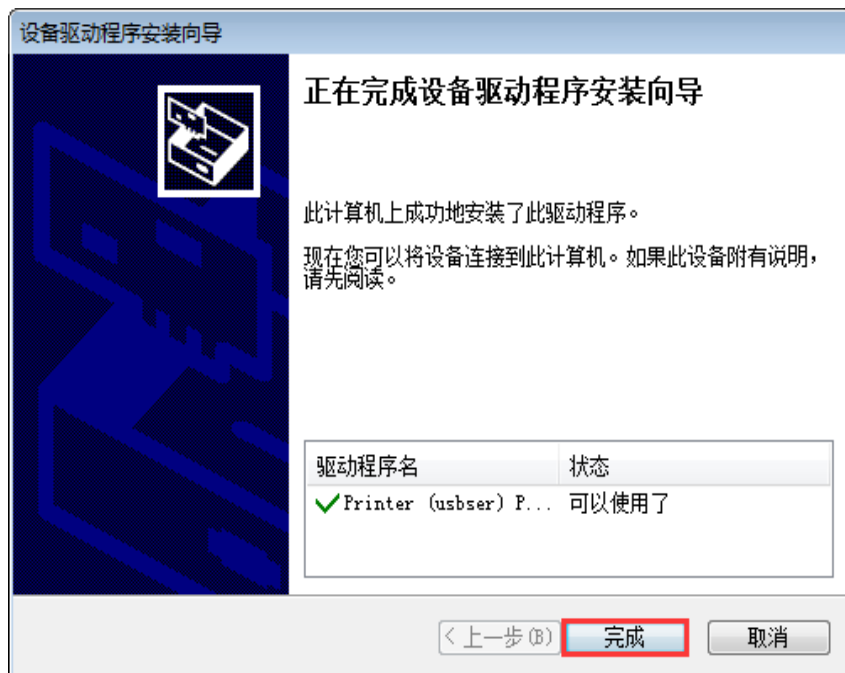 设备驱动程序安装向导
正在完成设备驱动程序安装向导
此计算机上成功地安装了此驱动程序。
现在您可以将设备连接到此计算机。如果此设备附有说明，
请先阅读。
驱动程序名 状态
Printer (usbser) P... 可以使用了
<上一步(B) 完成 取消